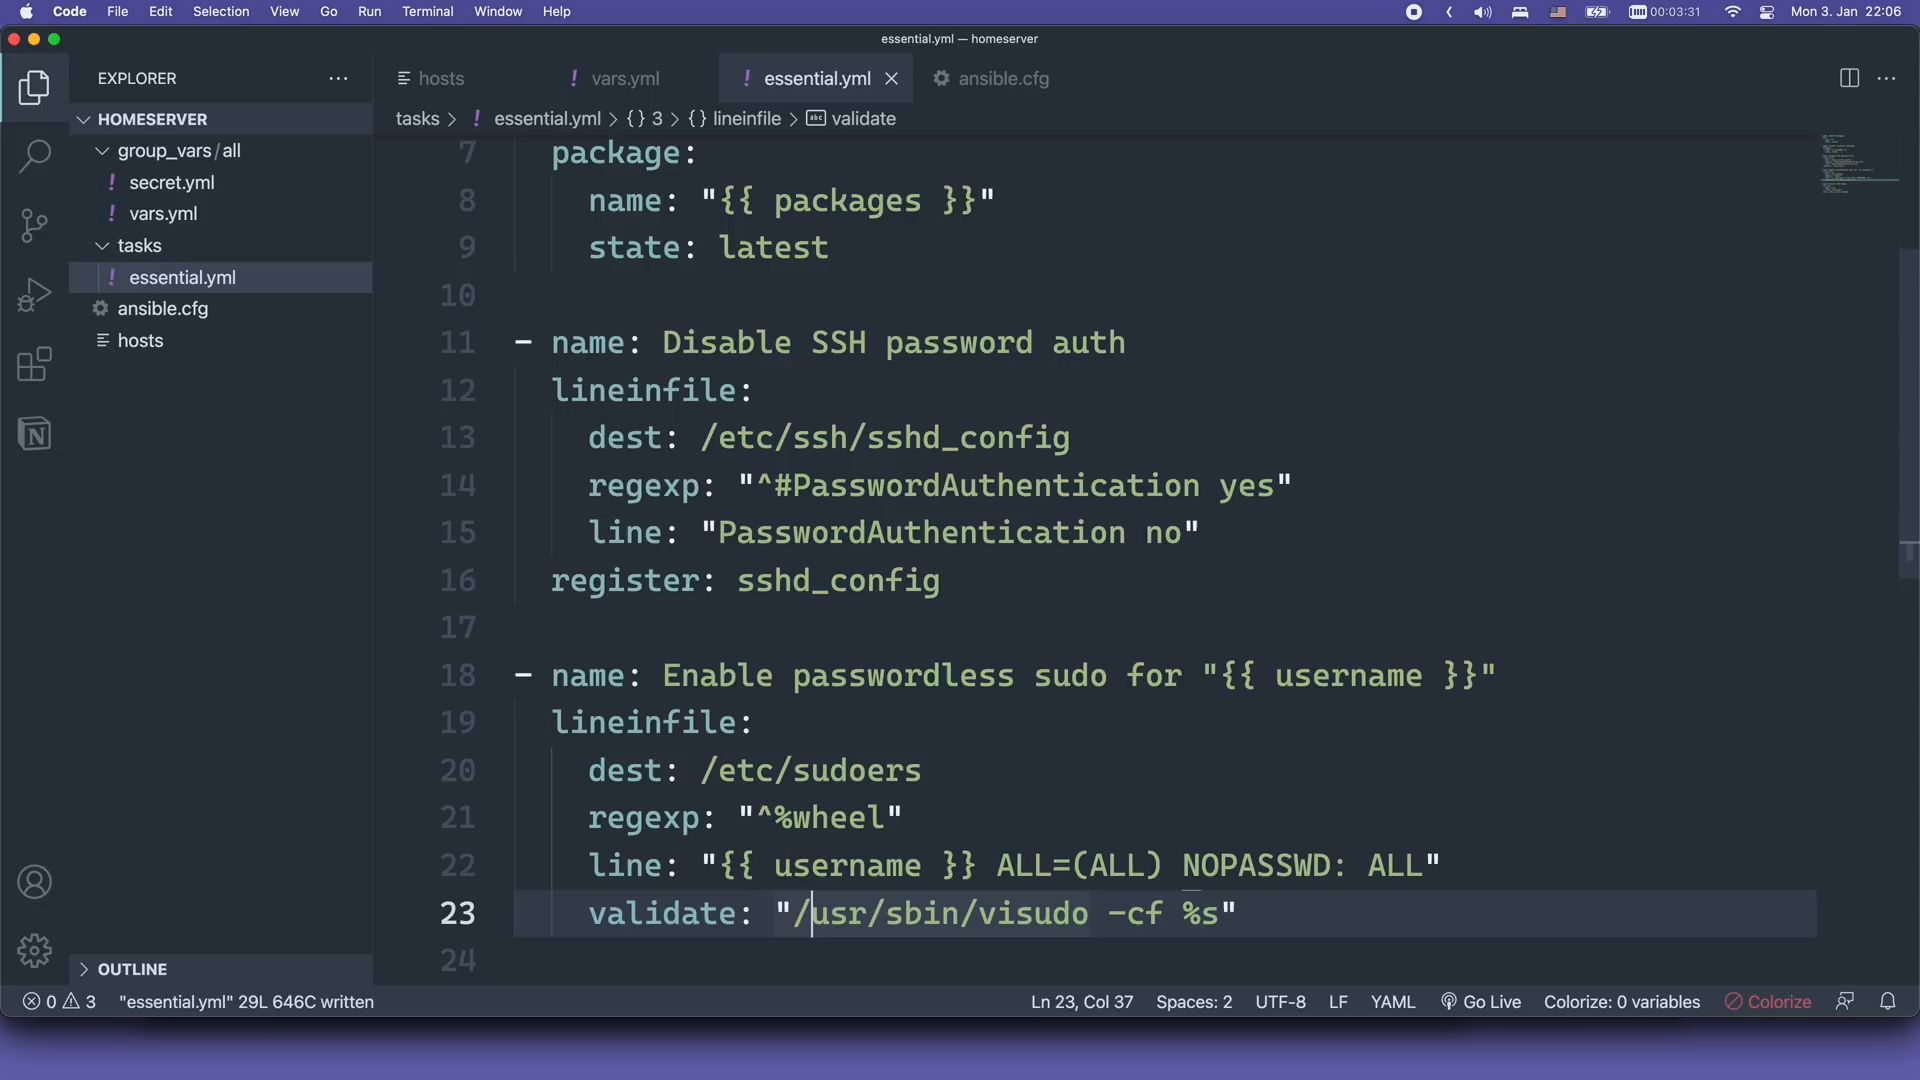 Code File Edit Selection View Go Run Terminal Window Help 00:03:31 Mon 3. Jan 22:06
essential.yml — homeserver
EXPLORER
hosts ! vars.yml ! essential.yml ansible.cfg
HOMESERVER
tasks > ! essential.yml > {} 3 > {} lineinfile > abc validate
group_vars/all
! secret.yml
! vars.yml
tasks
! essential.yml
ansible.cfg
hosts
7 package:
8 name: "{{ packages }}"
9 state: latest
10
11 - name: Disable SSH password auth
12 lineinfile:
13 dest: /etc/ssh/sshd_config
14 regexp: "^#PasswordAuthentication yes"
15 line: "PasswordAuthentication no"
16 register: sshd_config
17
18 - name: Enable passwordless sudo for "{{ username }}"
19 lineinfile:
20 dest: /etc/sudoers
21 regexp: "^%wheel"
22 line: "{{ username }} ALL=(ALL) NOPASSWD: ALL"
23 validate: "/usr/sbin/visudo -cf %s"
24
OUTLINE
0 3 "essential.yml" 29L 646C written Ln 23, Col 37 Spaces: 2 UTF-8 LF YAML Go Live Colorize: 0 variables Colorize